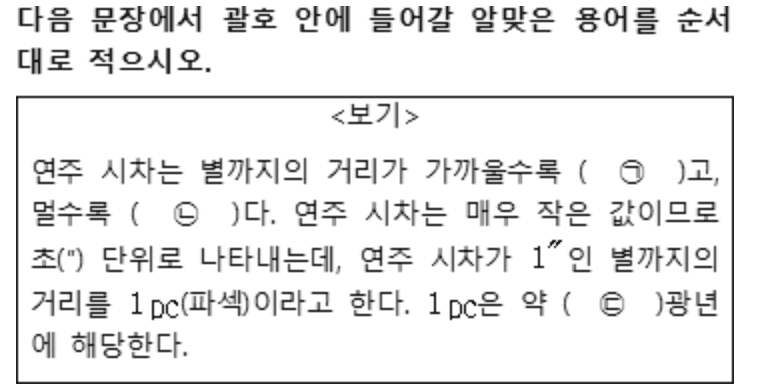 다음 문장에서 괄호 안에 들어갈 알맞은 용어를 순서
대로 적으시오.
<보기>
연주 시차는 별까지의 거리가 가까울수록 ( ㉠ )고,
멀수록 ( ㉡ )다. 연주 시차는 매우 작은 값이므로
초(") 단위로 나타내는데, 연주 시차가 1″인 별까지의
거리를 1pc(파섹)이라고 한다. 1pc은 약 ( ㉢ )광년
에 해당한다.